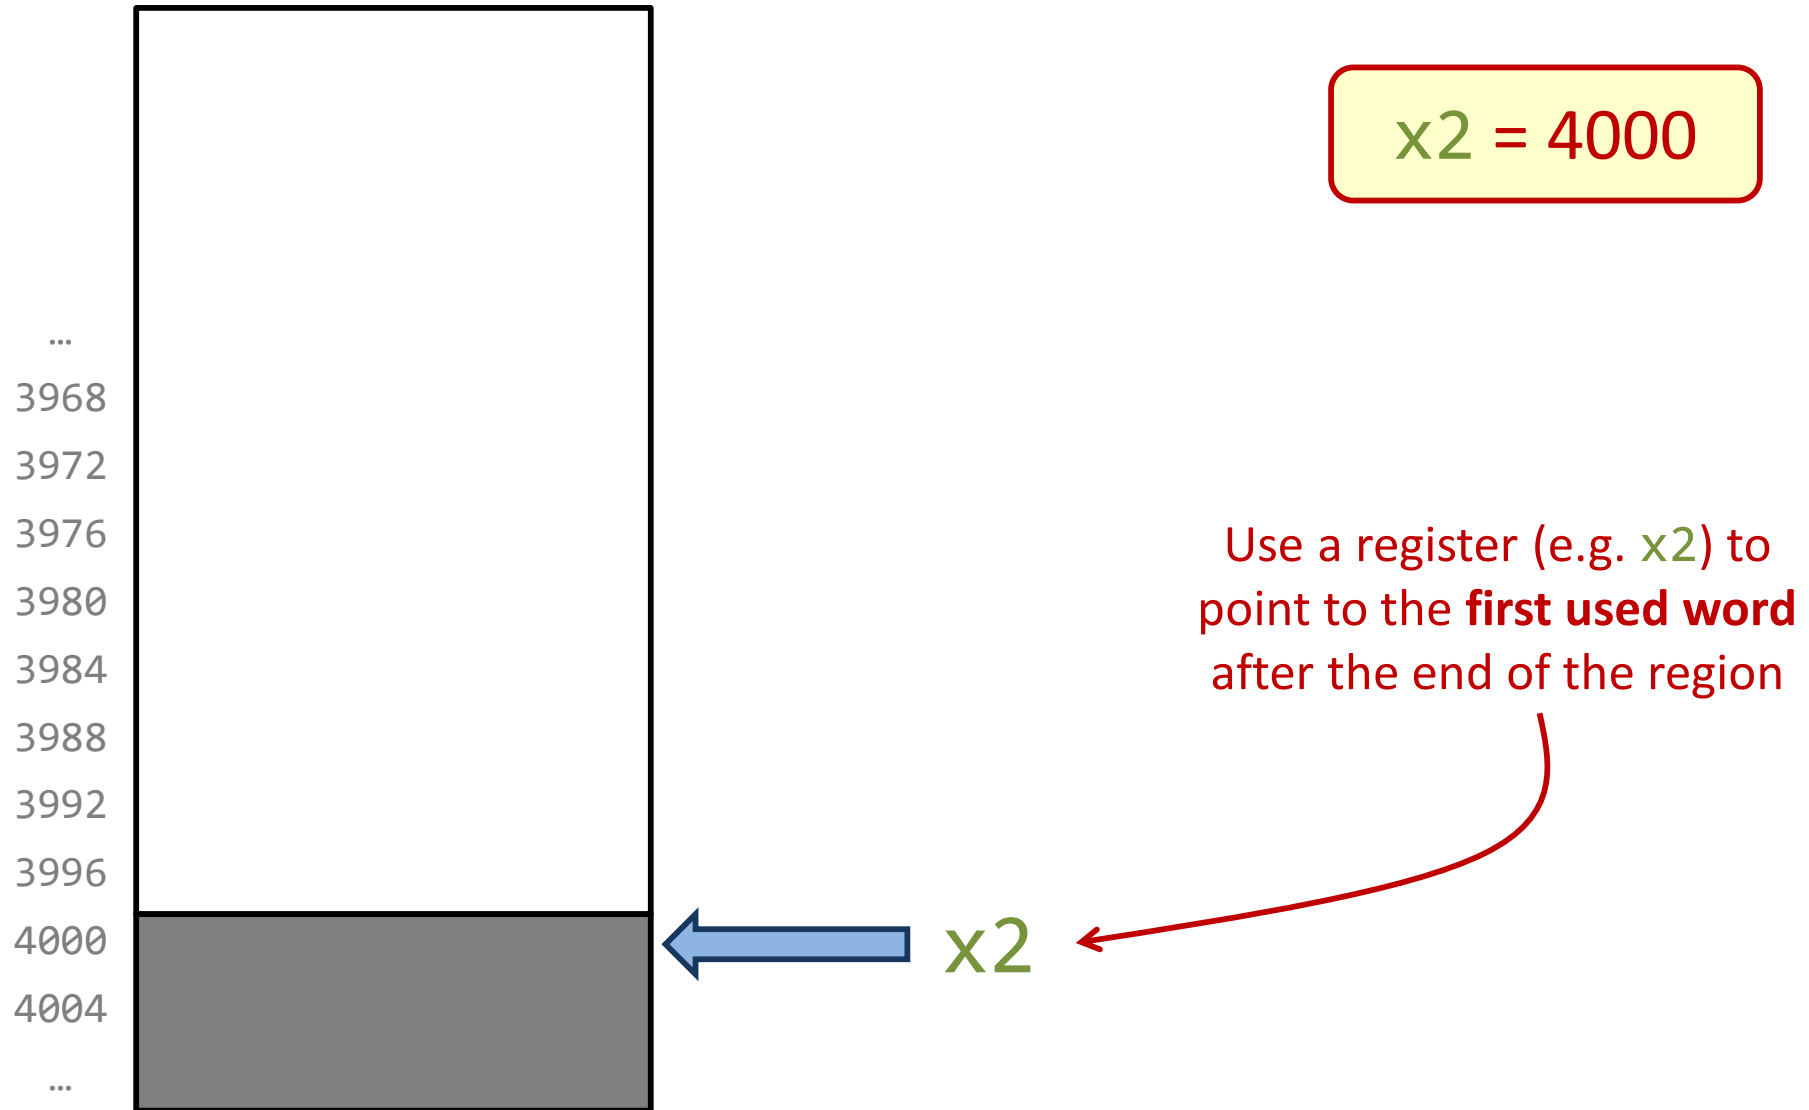 x2 = 4000
…
3968
3972
3976
3980
3984
3988
3992
3996
4000
4004
…
Use a register (e.g. x2) to
point to the first used word
after the end of the region
x2